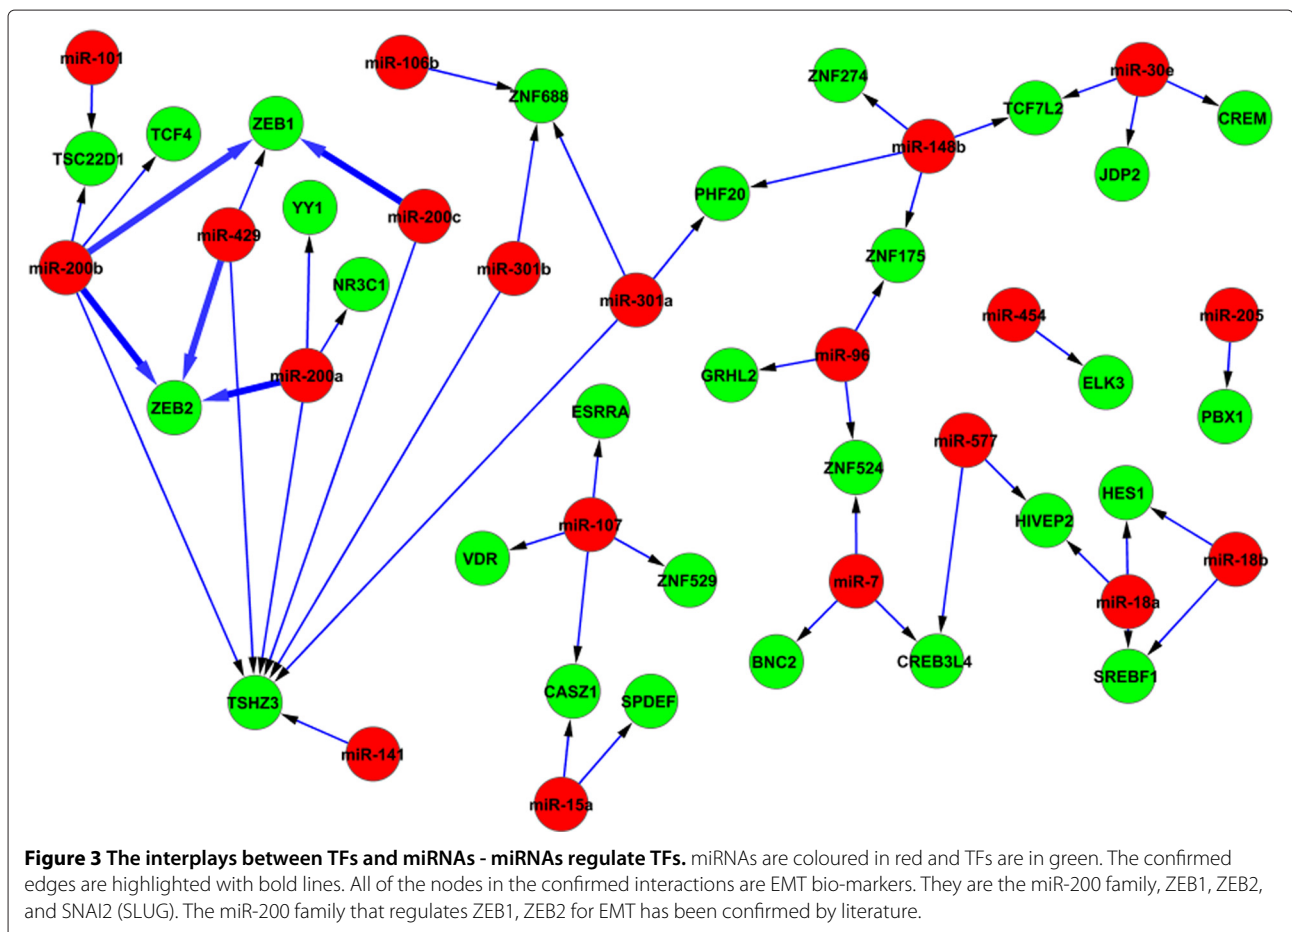 miR-101
miR-106b
ZNF274
miR-30e
ZNF688
TCF7L2
CREM
TCF4
ZEB1
TSC22D1
miR-148b
JDP2
PHF20
YY1
miR-200c
miR-429
ZNF175
miR-200b
miR-301b
NR3C1
miR-301a
miR-454
miR-205
miR-96
GRHL2
miR-200a
ELK3
ZEB2
ESRRA
PBX1
miR-577
ZNF524
HES1
HIVEP2
miR-107
VDR
ZNF529
miR-7
miR-18b
miR-18a
BNC2
CREB3L4
SREBF1
CASZ1
SPDEF
TSHZ3
miR-141
miR-15a
Figure 3 The interplays between TFs and miRNAs - miRNAs regulate TFs. miRNAs are coloured in red and TFs are in green. The confirmed
edges are highlighted with bold lines. All of the nodes in the confirmed interactions are EMT bio-markers. They are the miR-200 family, ZEB1, ZEB2,
and SNAI2 (SLUG). The miR-200 family that regulates ZEB1, ZEB2 for EMT has been confirmed by literature.